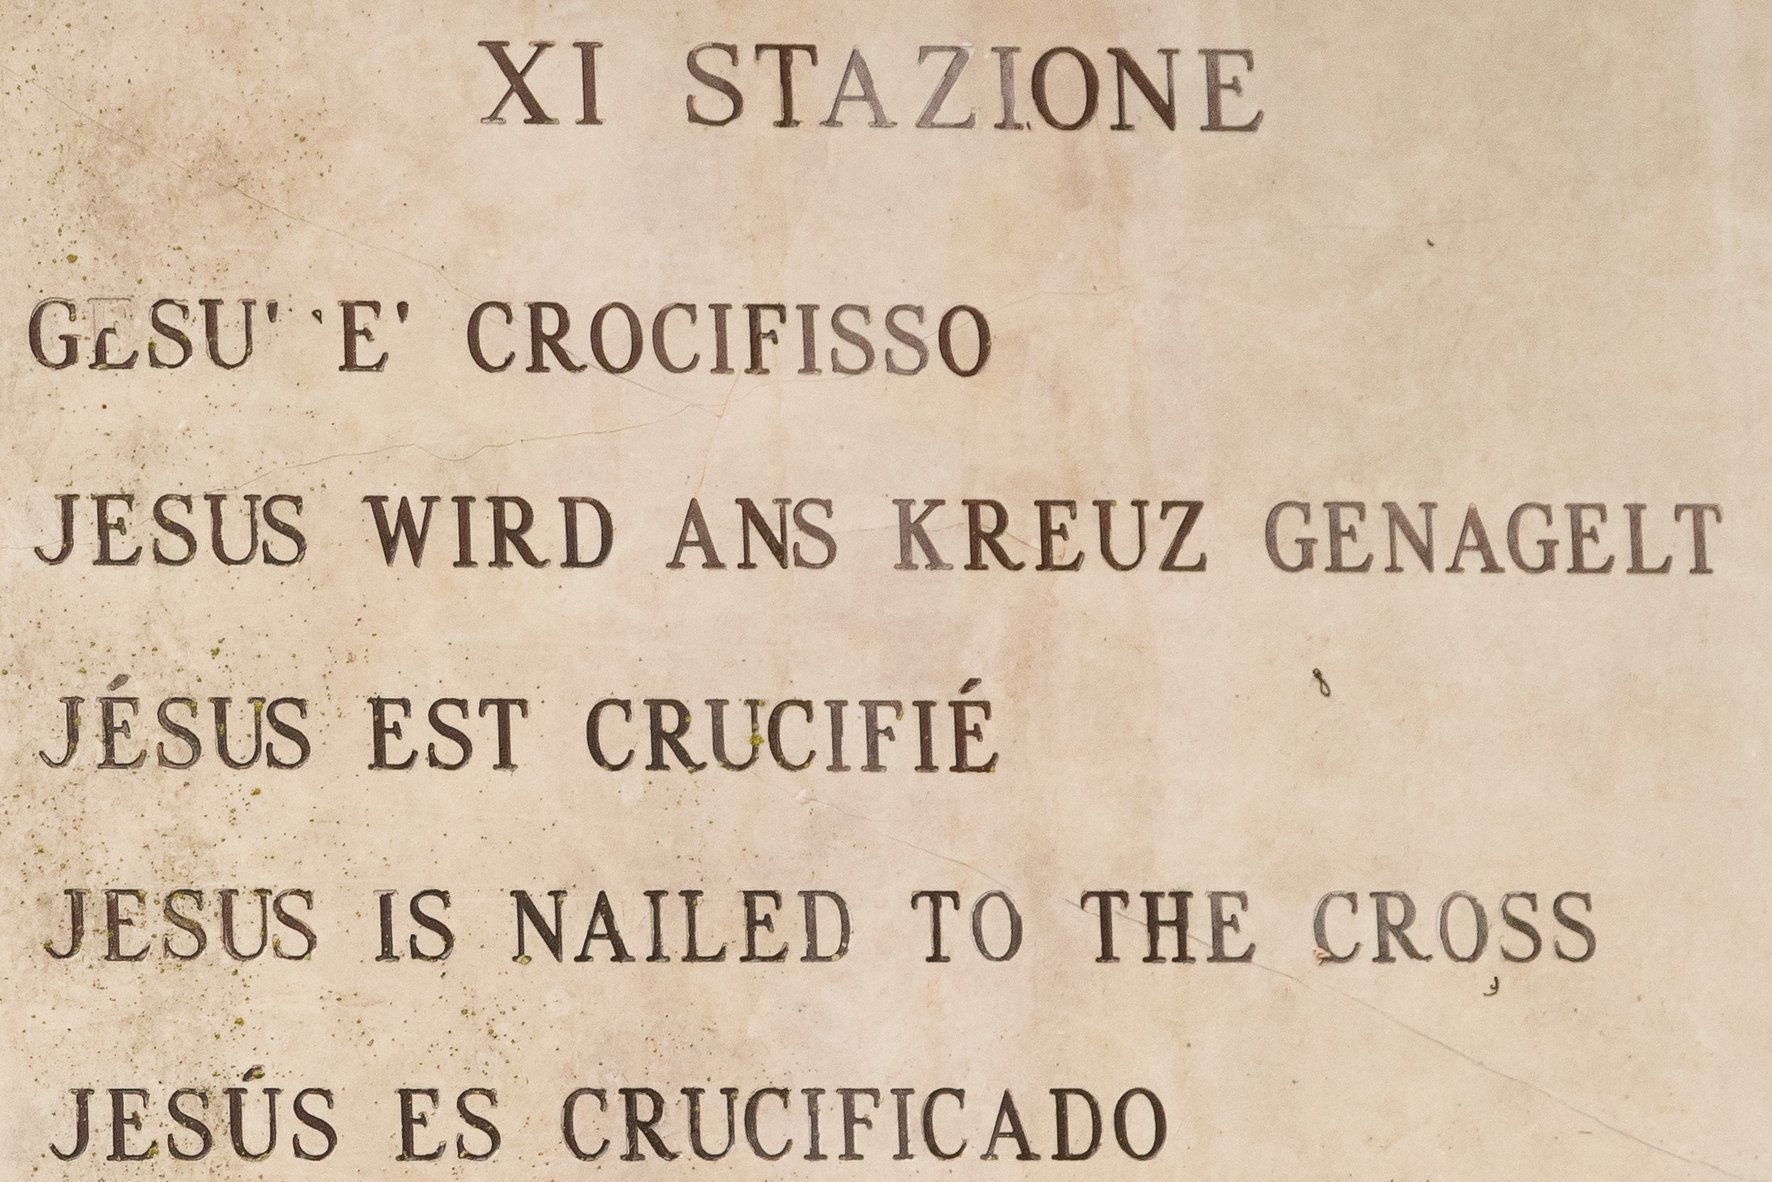 XI STAZIONE
GESU' E' CROCIFISSO
JESUS WIRD ANS KREUZ GENAGELT
JÉSUS EST CRUCIFIÉ
JESUS IS NAILED TO THE CROSS
JESÚS ES CRUCIFICADO